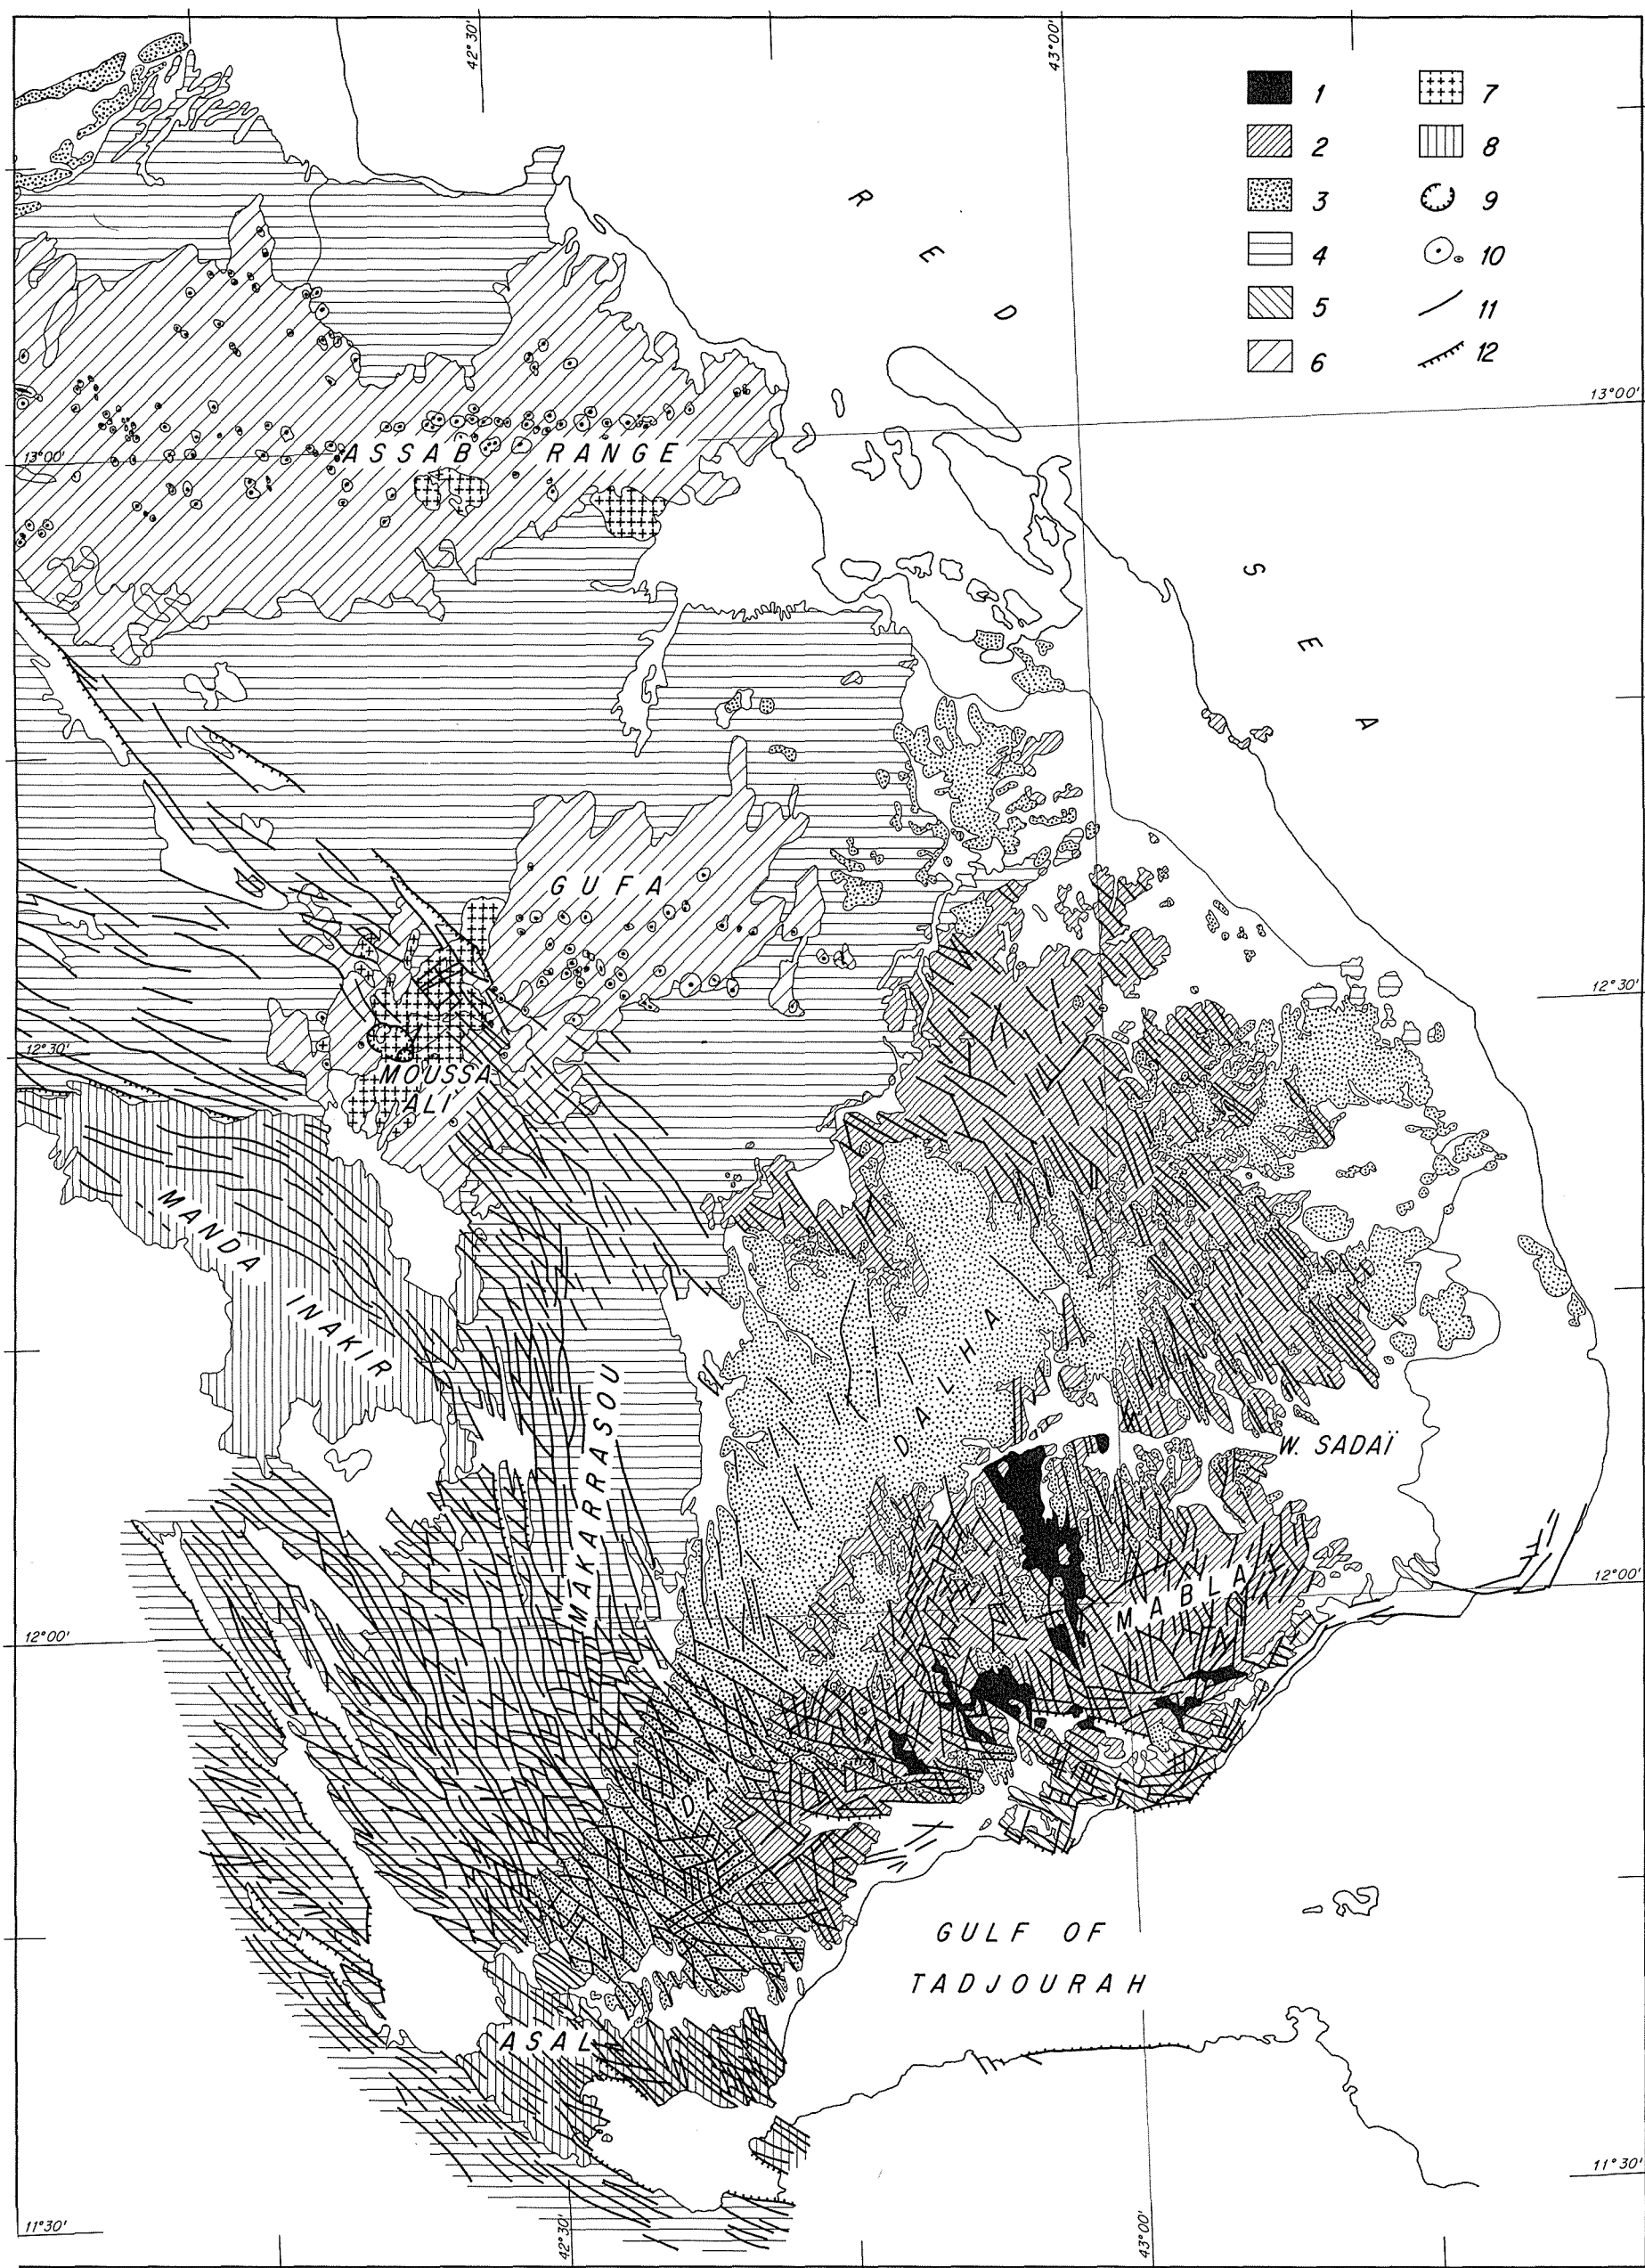 42°30'
43°00'
1
2
3
4
5
6
7
8
9
10
11
12
RED
SEA
13°00'
13°00'
ASSAB RANGE
GUFA
12°30'
12°30'
MOUSSA
ALI
MANDA
INAKIR
IMAKARRASOU
DALHA
W. SADAÏ
MABLA
12°00'
12°00'
DAY
GULF OF
TADJOURAH
ASAL
11°30'
11°30'
42°30'
43°00'